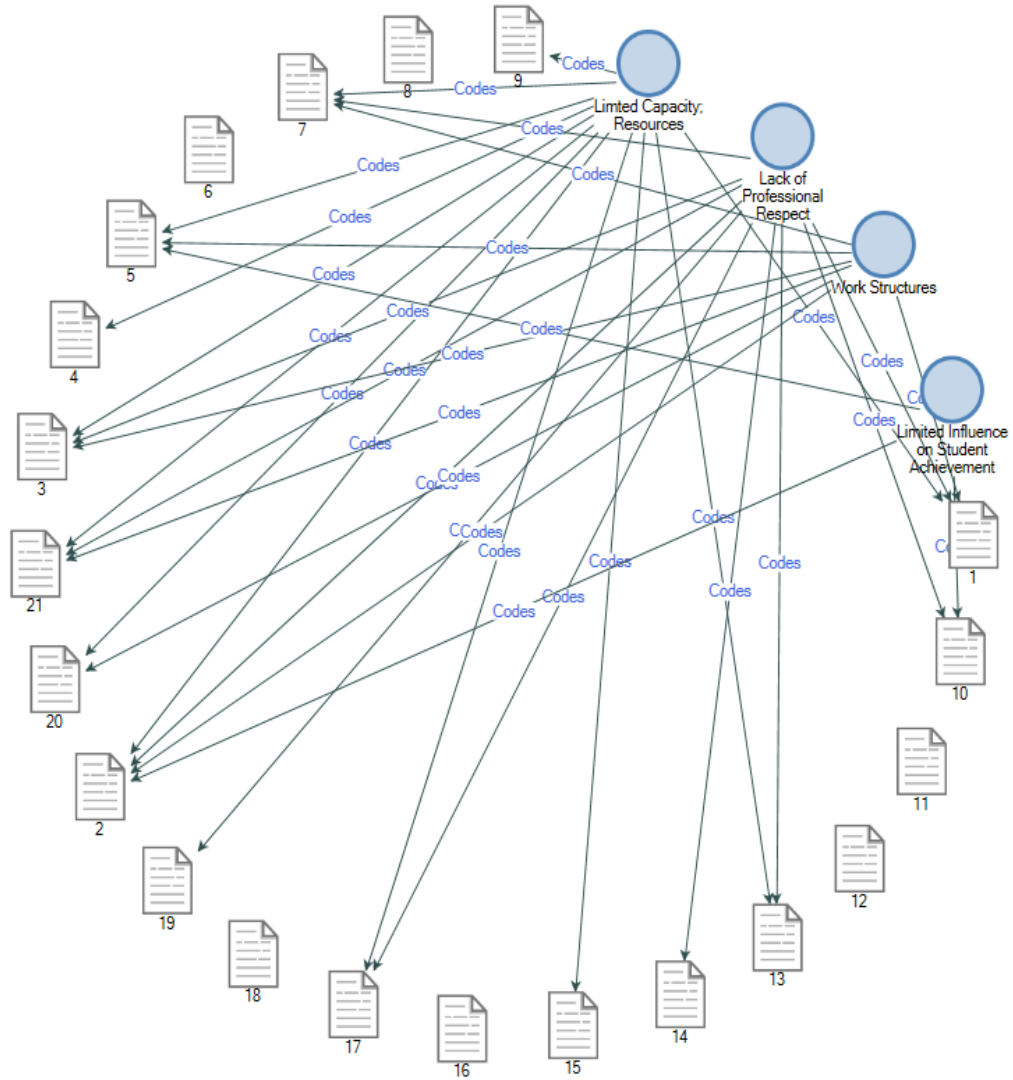 9
8
Codes
7
Codes
Limted Capacity;
Resources
Codes
6
Codes
Codes
Lack of
Professional
Respect
Codes
5
Codes
Work Structures
Codes
Codes
Codes
4
Codes
Codes
Codes
Codes
Codes
Codes
Codes
Codes
Limited Influence
on Student
Achievement
Codes
3
Codes
Codes
Codes
1
Codes
Codes
Codes
Codes
21
Codes
Codes
Codes
10
20
11
2
12
19
13
18
14
17
15
16